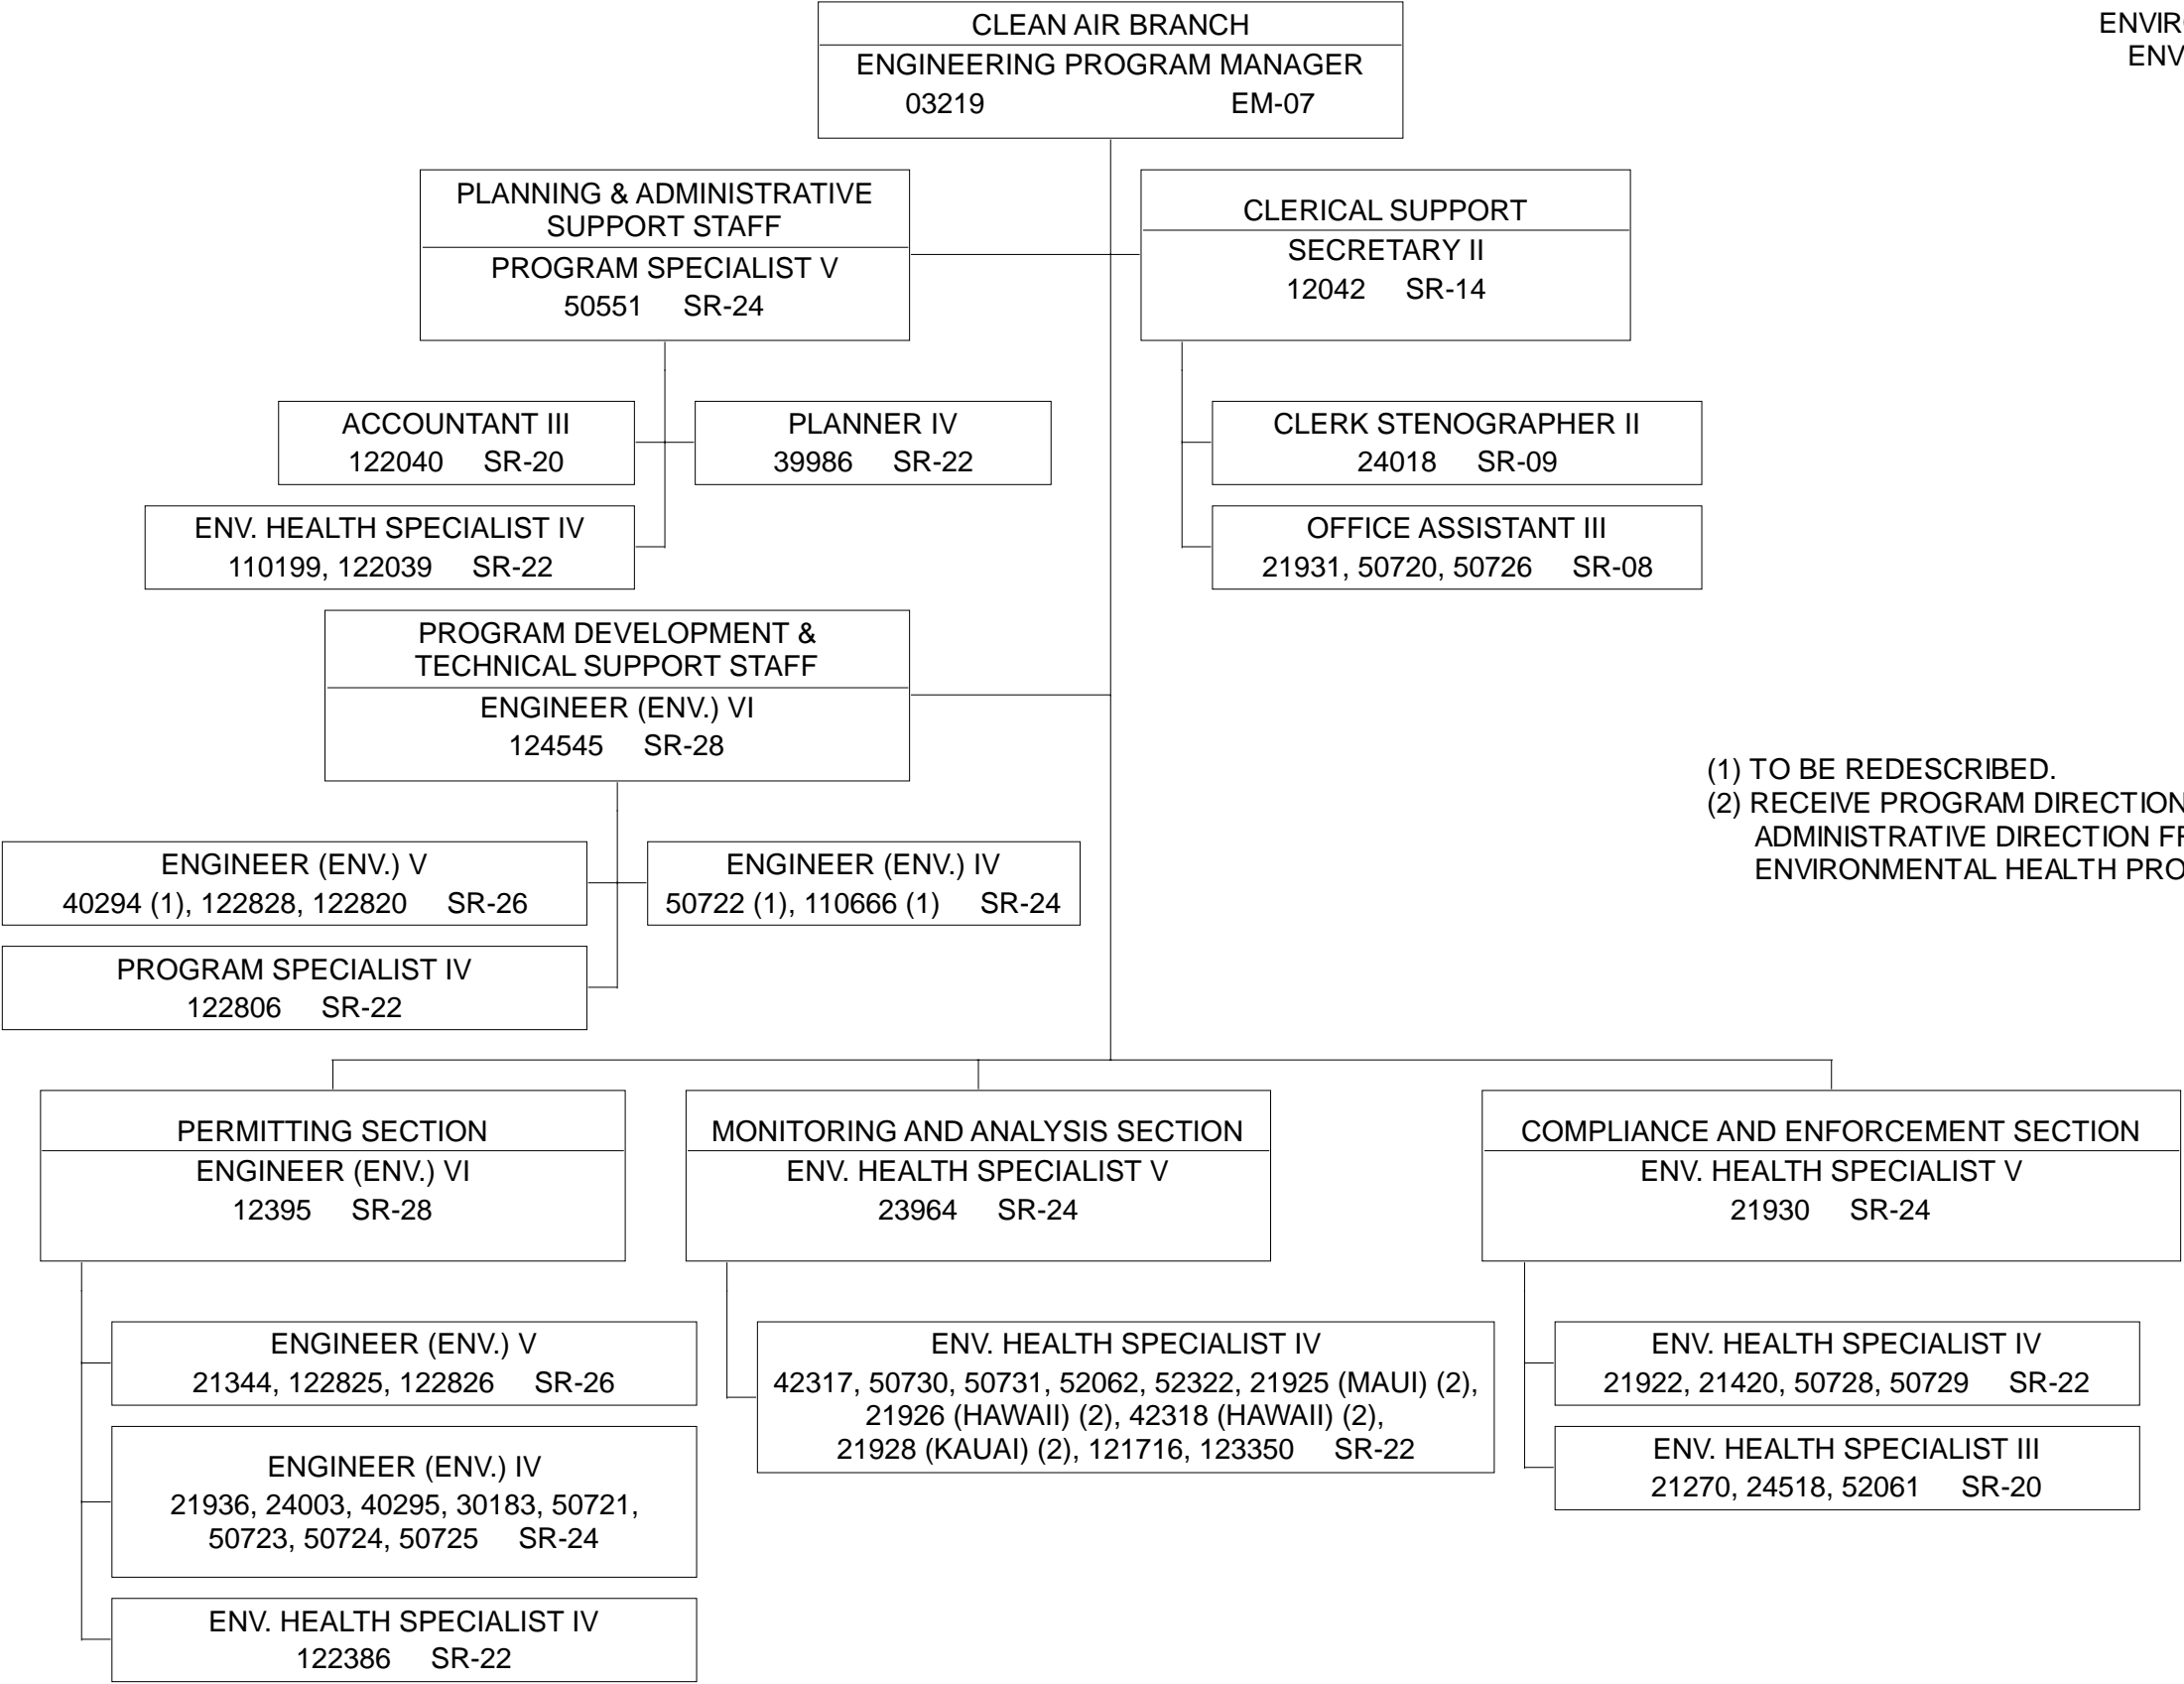 CLEAN AIR BRANCH
ENGINEERING PROGRAM MANAGER
03219 EM-07
PLANNING & ADMINISTRATIVE
SUPPORT STAFF
PROGRAM SPECIALIST V
50551 SR-24
CLERICAL SUPPORT
SECRETARY II
12042 SR-14
ACCOUNTANT III
122040 SR-20
PLANNER IV
39986 SR-22
ENV. HEALTH SPECIALIST IV
110199, 122039 SR-22
CLERK STENOGRAPHER II
24018 SR-09
OFFICE ASSISTANT III
21931, 50720, 50726 SR-08
PROGRAM DEVELOPMENT &
TECHNICAL SUPPORT STAFF
ENGINEER (ENV.) VI
124545 SR-28
(1) TO BE REDESCRIBED.
(2) RECEIVE PROGRAM DIRECTION
ADMINISTRATIVE DIRECTION
ENVIRONMENTAL HEALTH
ENGINEER (ENV.) V
40294 (1), 122828, 122820 SR-26
ENGINEER (ENV.) IV
50722 (1), 110666 (1) SR-24
PROGRAM SPECIALIST IV
122806 SR-22
PERMITTING SECTION
ENGINEER (ENV.) VI
12395 SR-28
ENGINEER (ENV.) V
21344, 122825, 122826 SR-26
ENGINEER (ENV.) IV
21936, 24003, 40295, 30183, 50721,
50723, 50724, 50725 SR-24
ENV. HEALTH SPECIALIST IV
122386 SR-22
MONITORING AND ANALYSIS SECTION
ENV. HEALTH SPECIALIST V
23964 SR-24
ENV. HEALTH SPECIALIST IV
42317, 50730, 50731, 52062, 52322, 21925 (MAUI) (2),
21926 (HAWAII) (2), 42318 (HAWAII) (2),
21928 (KAUAI) (2), 121716, 123350 SR-22
COMPLIANCE AND ENFORCEMENT SECTION
ENV. HEALTH SPECIALIST V
21930 SR-24
ENV. HEALTH SPECIALIST IV
21922, 21420, 50728, 50729 SR-22
ENV. HEALTH SPECIALIST III
21270, 24518, 52061 SR-20